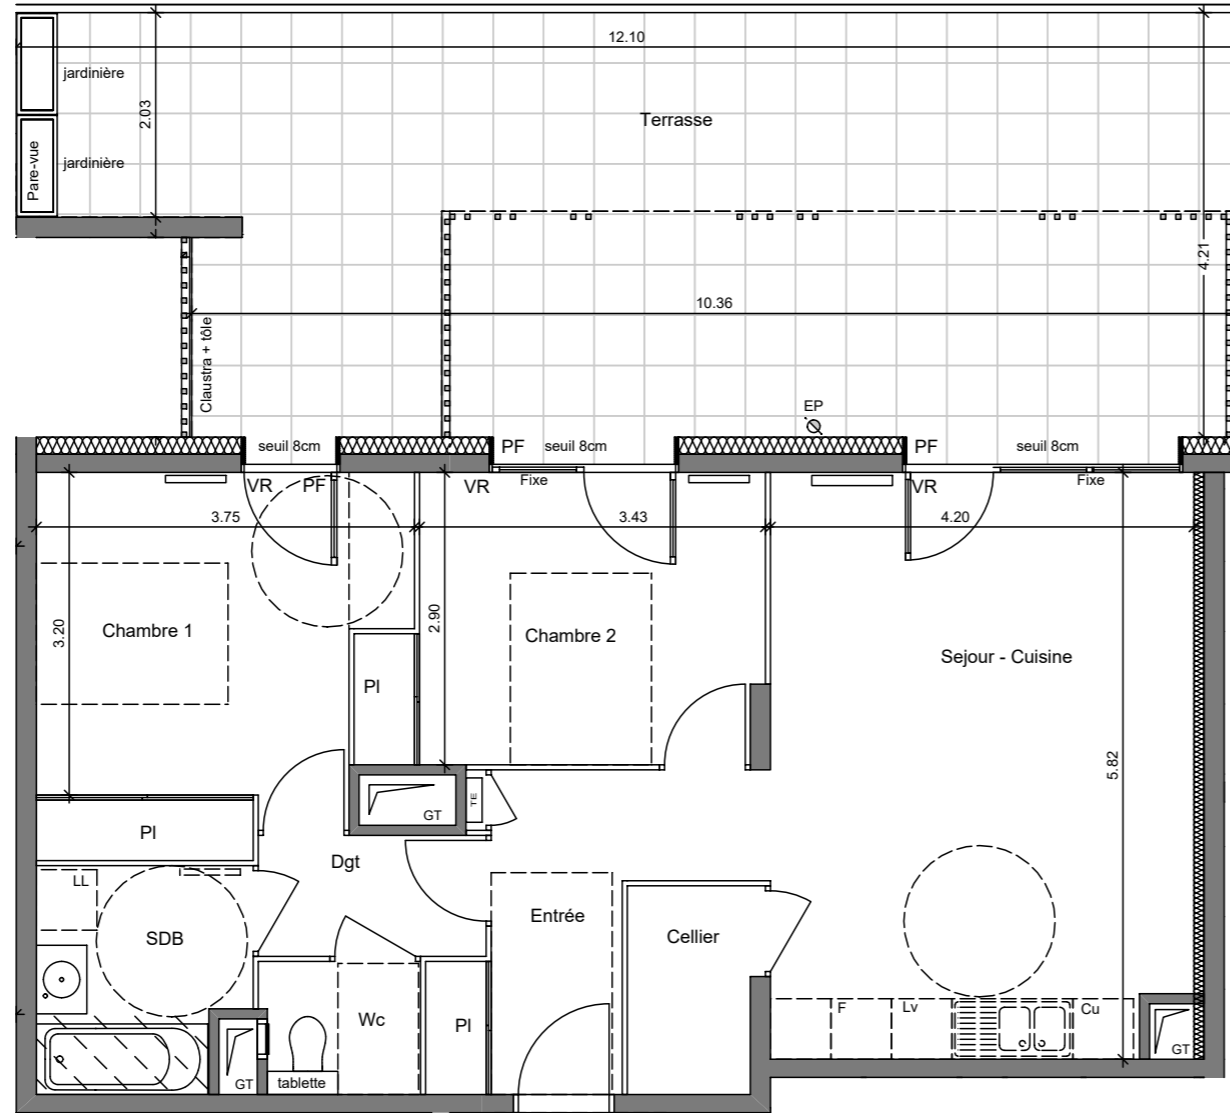 12.10
jardinière
2.03
Terrasse
Pare-vue
jardinière
4.21
10.36
Claustra + tôle
EP
seuil 8cm
PF
seuil 8cm
PF
seuil 8cm
VR
PF
VR
Fixe
VR
Fixe
3.75
3.43
4.20
3.20
Chambre 1
2.90
Chambre 2
Sejour - Cuisine
Pl
5.82
TE
GT
Pl
Dgt
LL
SDB
Entrée
Cellier
Wc
Pl
F
Lv
Cu
GT
GT
tablette